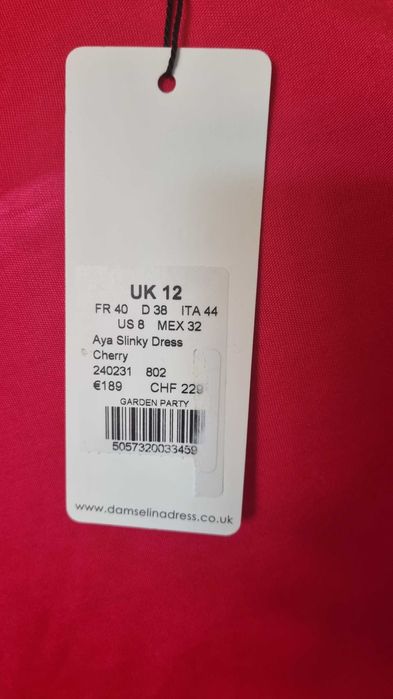 UK 12
FR 40 D 38 ITA 44
US 8 MEX 32
Aya Slinky Dress
Cherry
240231 802
€189 CHF 229
GARDEN PARTY
5057320033459
www.damselinadress.co.uk